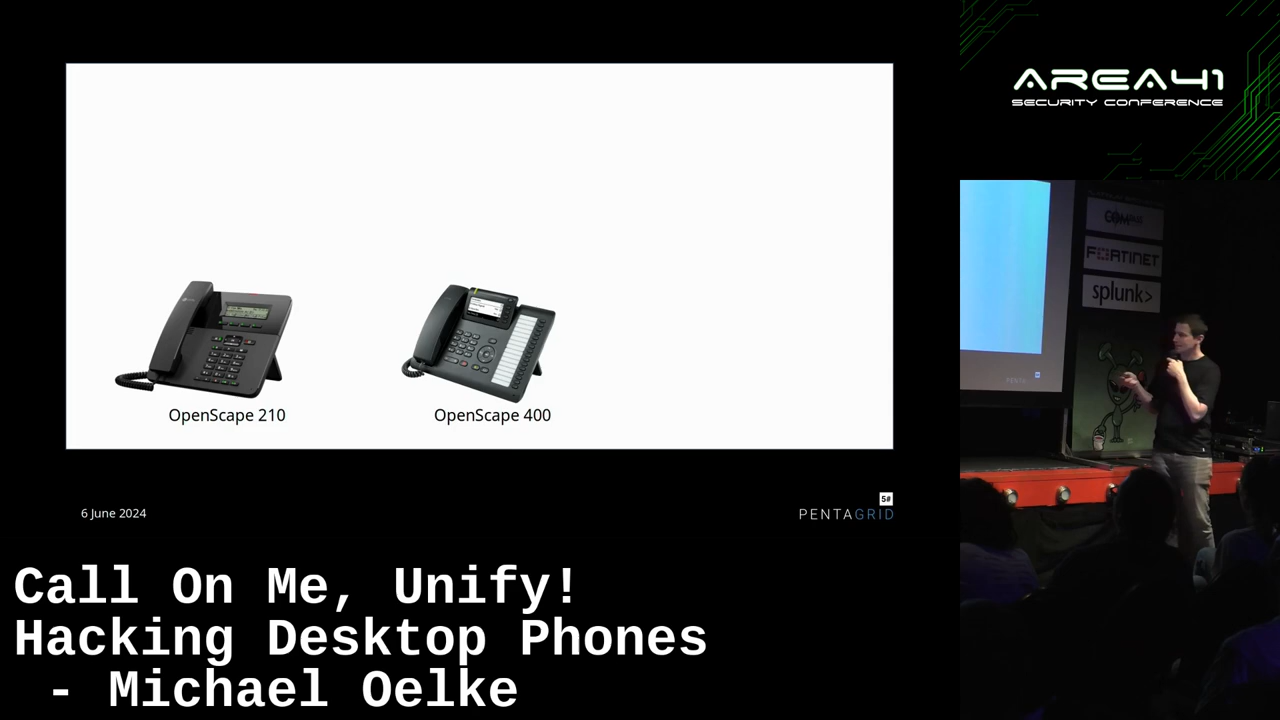 AREA41
SECURITY CONFERENCE
FORTINET
splunk>
OpenScape 210
OpenScape 400
6 June 2024
5#
PENTAGRID
Call On Me, Unify!
Hacking Desktop Phones
- Michael Oelke